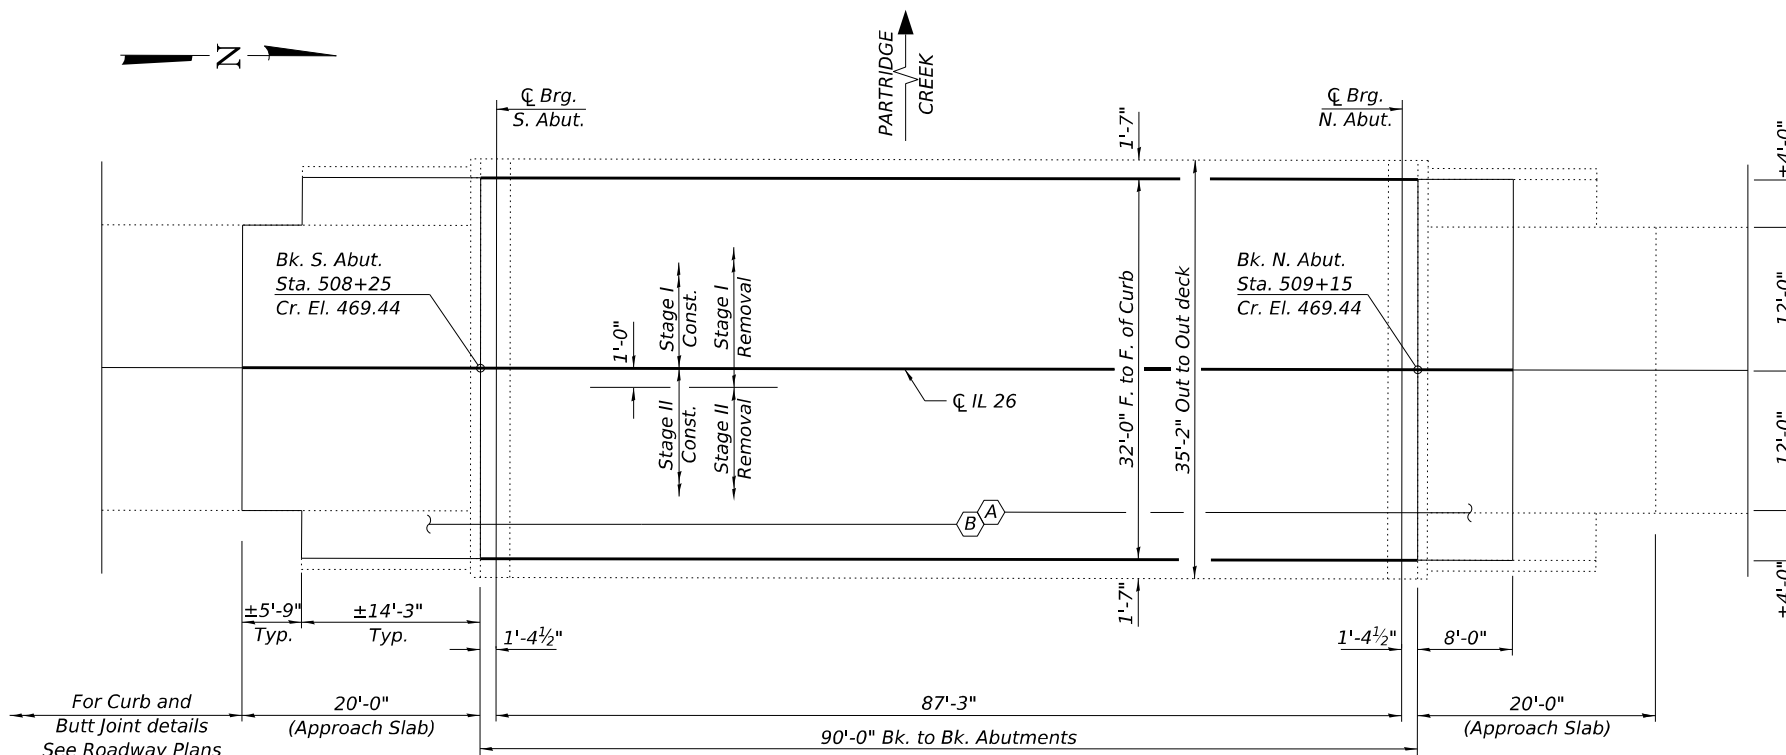 N
PARTRIDGE
CREEK
℄ Brg.
S. Abut.
℄ Brg.
N. Abut.
1'-7"
±4'-0"
Bk. S. Abut.
Sta. 508+25
Cr. El. 469.44
Bk. N. Abut.
Sta. 509+15
Cr. El. 469.44
1'-0"
Stage I
Const.
Stage I
Removal
Stage II
Const.
Stage II
Removal
℄ IL 26
32'-0" F. to F. of Curb
35'-2" Out to Out deck
12'-0"
12'-0"
A
B
±5'-9"
Typ.
±14'-3"
Typ.
1'-4½"
1'-7"
1'-4½"
8'-0"
±4'-0"
For Curb and
Butt Joint details
See Roadway Plans
20'-0"
(Approach Slab)
87'-3"
20'-0"
(Approach Slab)
90'-0" Bk. to Bk. Abutments